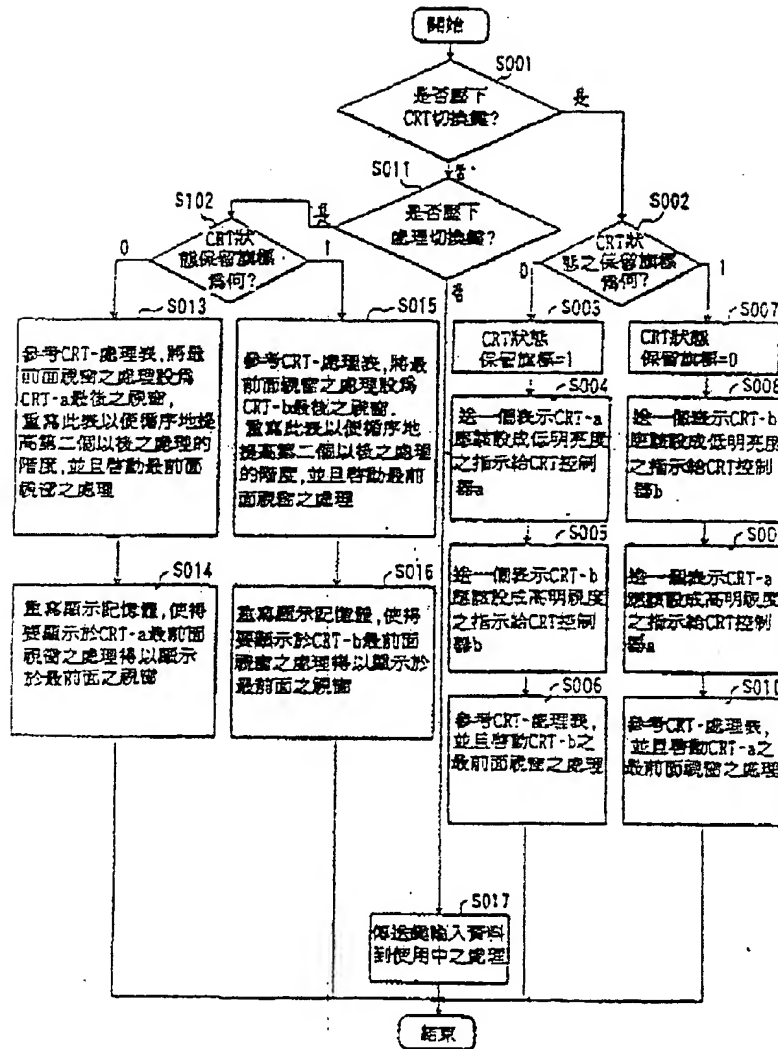 開始
S001
是否壓下
CRT切換鍵?
是
S011
否
是否壓下
處理切換鍵?
是
否
S102
CRT狀
態保留旗標
為何?
0
1
S002
CRT狀
態之保留旗標
為何?
0
1
S013
參考CRT-處理表,將最
前面視窗之處理設為
CRT-a最後之視窗,
重寫此表以便循序地提
高第二個以後之處理的
階度,並且啓動最前面
視窗之處理
S015
參考CRT-處理表,將最
前面視窗之處理設為
CRT-b最後之視窗.
重寫此表以便循序地
提高第二個以後之處理
的階度,並且啓動最前
面視窗之處理
S003
CRT狀態
保留旗標=1
S007
CRT狀態
保留旗標=0
S004
送一個表示CRT-a
應該設成低明亮度
之指示給CRT控制
器a
S008
送一個表示CRT-b
應該設成低明亮度
之指示給CRT控制
器b
S014
重寫顯示記憶體,使得
要顯示於CRT-a最前面
視窗之處理得以顯示
於最前面之視窗
S016
重寫顯示記憶體,使得
要顯示於CRT-b最前面
視窗之處理得以顯示於
最前面之視窗
S005
送一個表示CRT-b
應該設成高明亮度
之指示給CRT控制
器b
S00
送一個表示CRT-a
應該設成高明亮度
之指示給CRT控制
器a
S006
參考CRT-處理表,
並且啓動CRT-b之
最前面視窗之處理
S010
參考CRT-處理表,
並且啓動CRT-a之
最前面視窗之處理
S017
傳送鍵輸入資料
到使用中之處理
結束